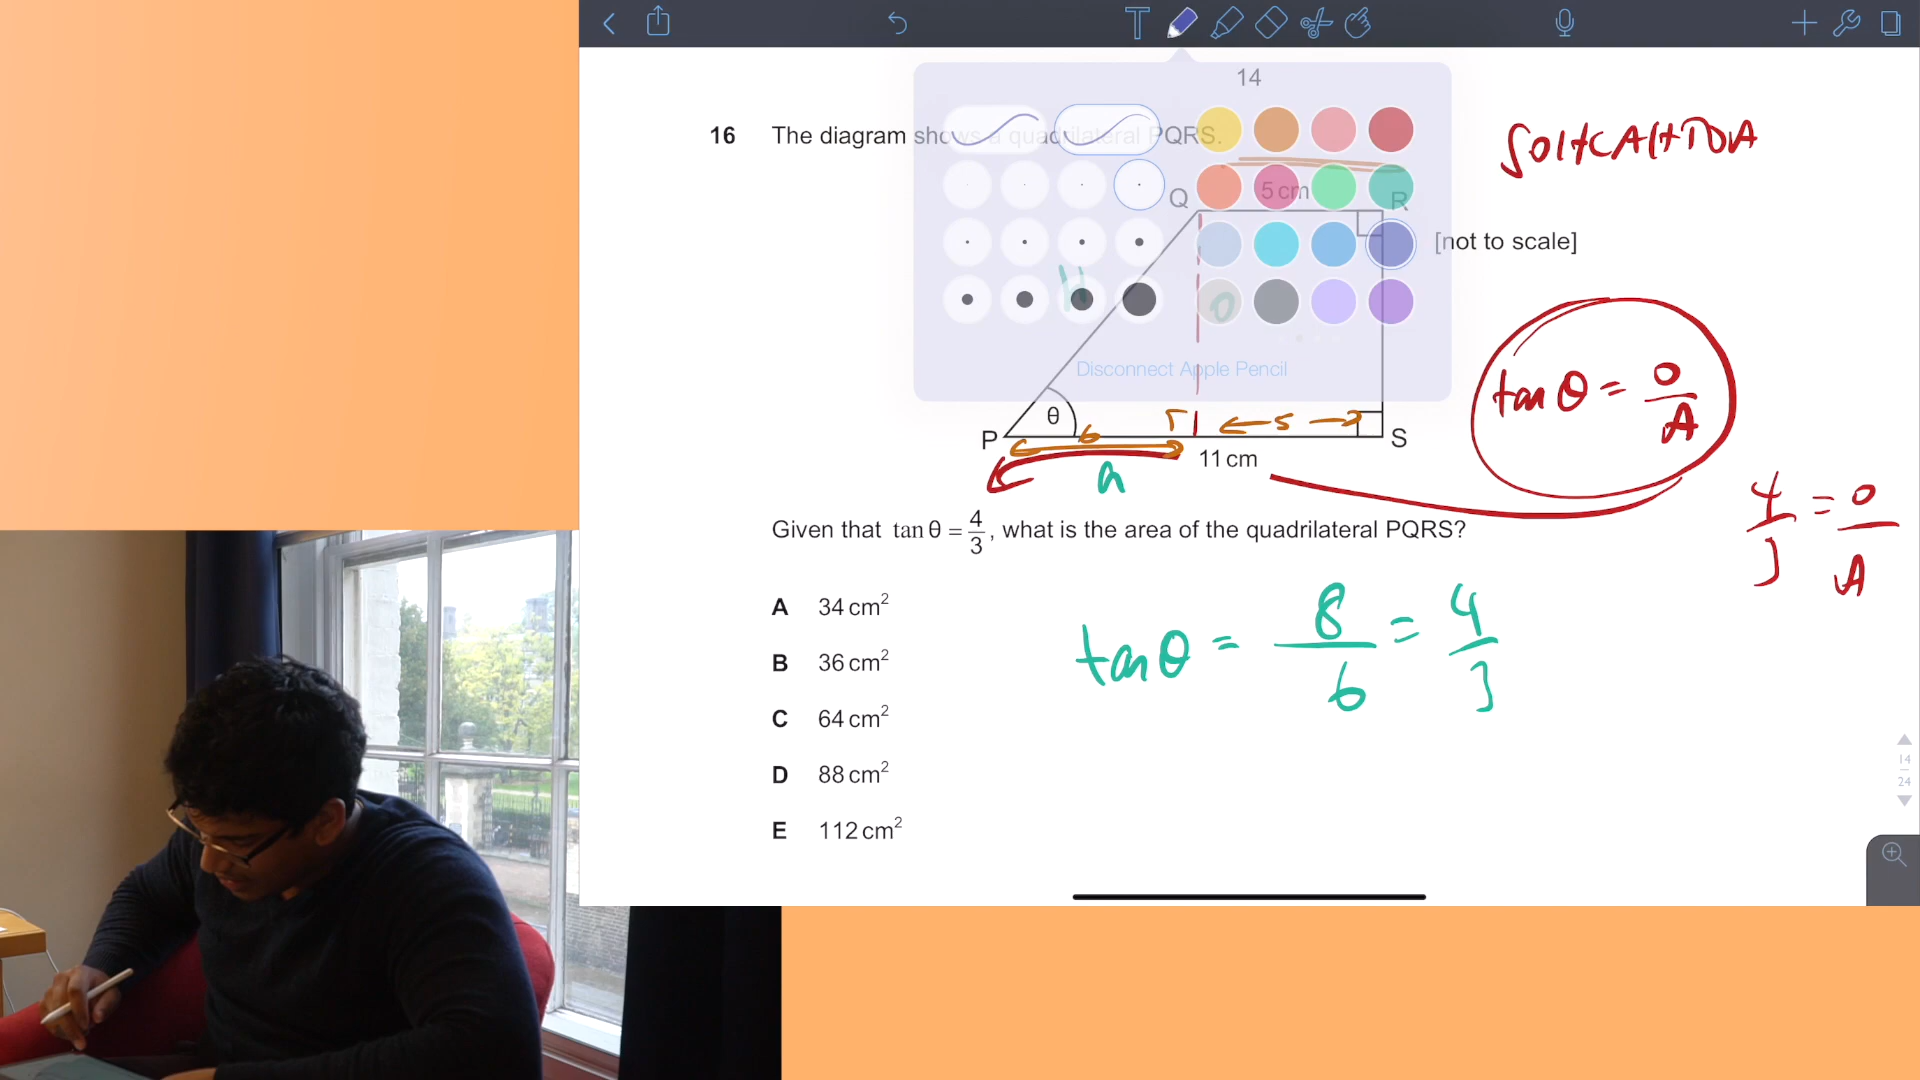 14
16 The diagram shows a quadrilateral PQRS.
SOHCAHTOA
Q 5 cm R
[not to scale]
H
O
Disconnect Apple Pencil
tan θ = O/A
θ
6
5
P
S
11 cm
a
4/3 = O/A
Given that tan θ = 4/3, what is the area of the quadrilateral PQRS?
A 34 cm²
B 36 cm²
C 64 cm²
D 88 cm²
E 112 cm²
tan θ = 8/6 = 4/3
14
24